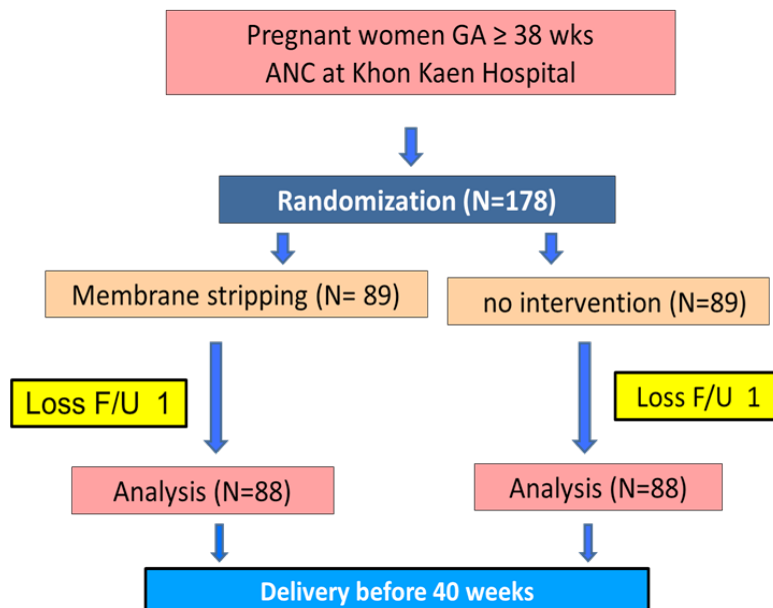 Pregnant women GA ≥ 38 wks
ANC at Khon Kaen Hospital
Randomization (N=178)
Membrane stripping (N= 89)
no intervention (N=89)
Loss F/U 1
Loss F/U 1
Analysis (N=88)
Analysis (N=88)
Delivery before 40 weeks